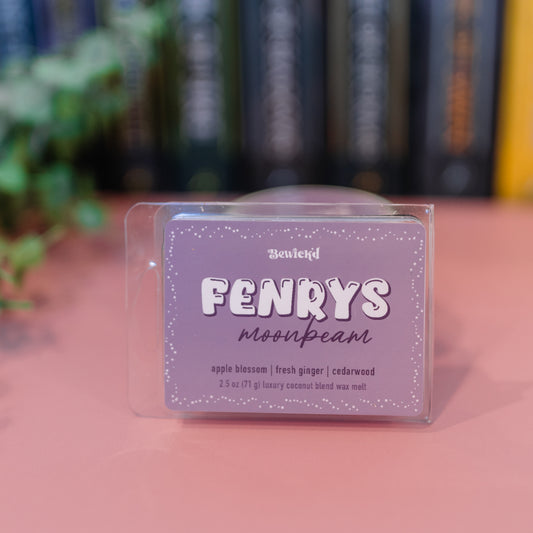 Bewick'd
FENRYS
moonbeam
apple blossom | fresh ginger | cedarwood
2.5 oz (71 g) luxury coconut blend wax melt